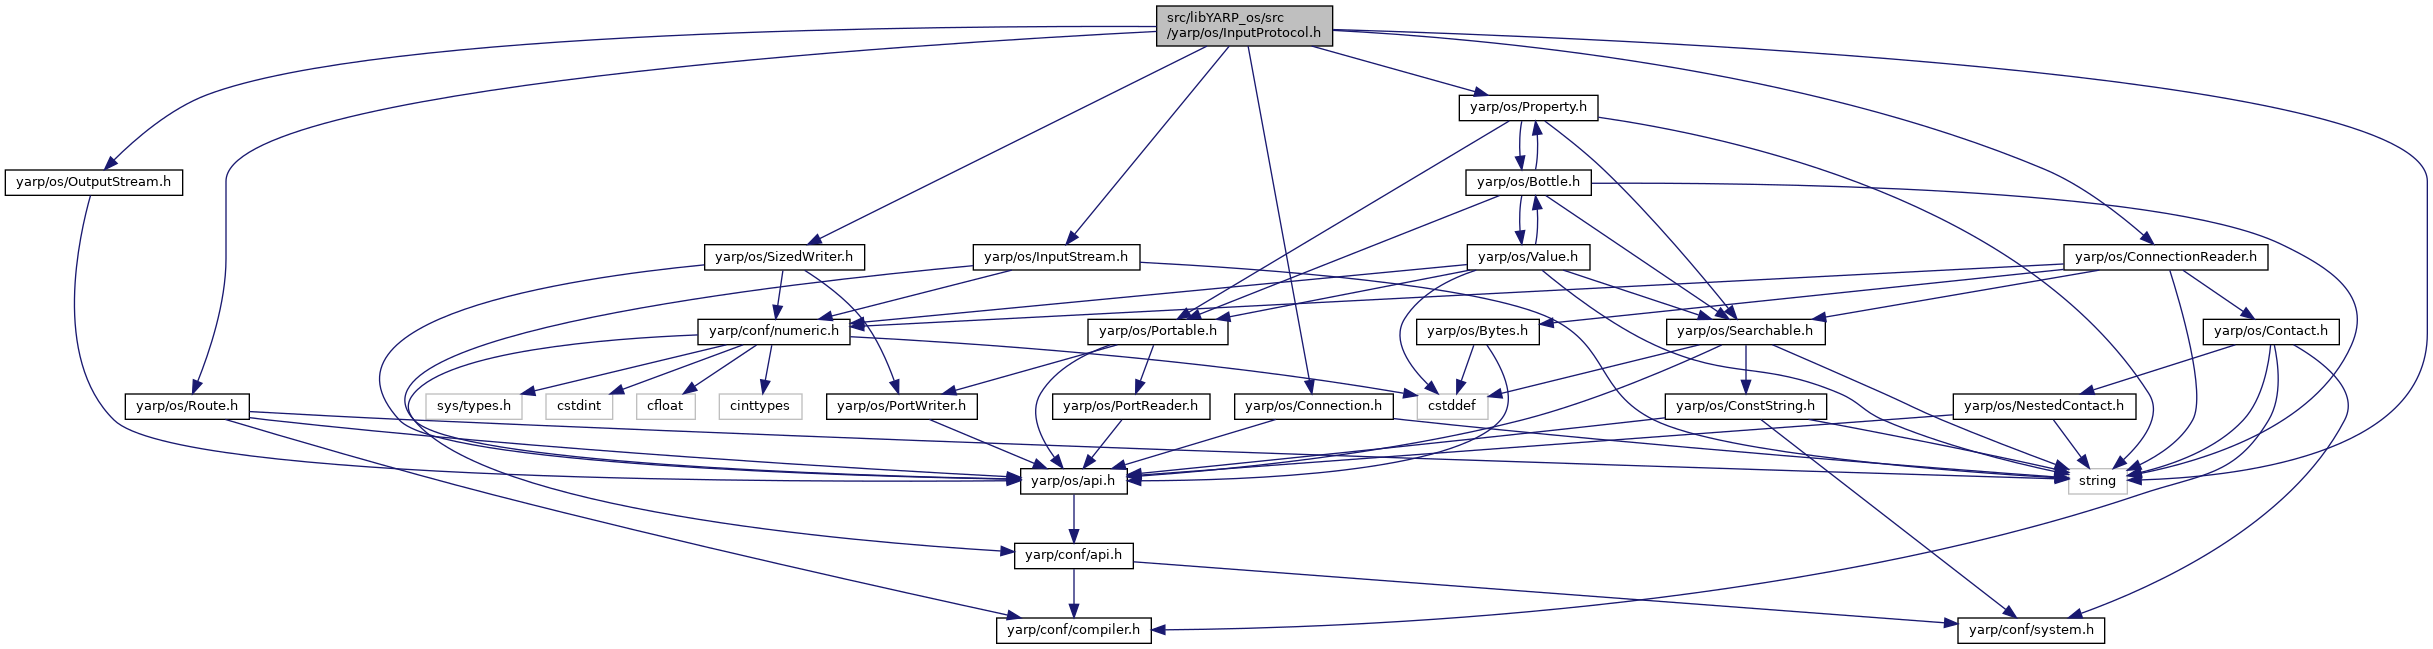 src/libYARP_os/src
/yarp/os/InputProtocol.h
yarp/os/Property.h
yarp/os/OutputStream.h
yarp/os/Bottle.h
yarp/os/SizedWriter.h
yarp/os/InputStream.h
yarp/os/Value.h
yarp/os/ConnectionReader.h
yarp/conf/numeric.h
yarp/os/Portable.h
yarp/os/Bytes.h
yarp/os/Searchable.h
yarp/os/Contact.h
yarp/os/Route.h
sys/types.h
cstdint
cfloat
cinttypes
yarp/os/PortWriter.h
yarp/os/PortReader.h
yarp/os/Connection.h
cstddef
yarp/os/ConstString.h
yarp/os/NestedContact.h
yarp/os/api.h
string
yarp/conf/api.h
yarp/conf/compiler.h
yarp/conf/system.h